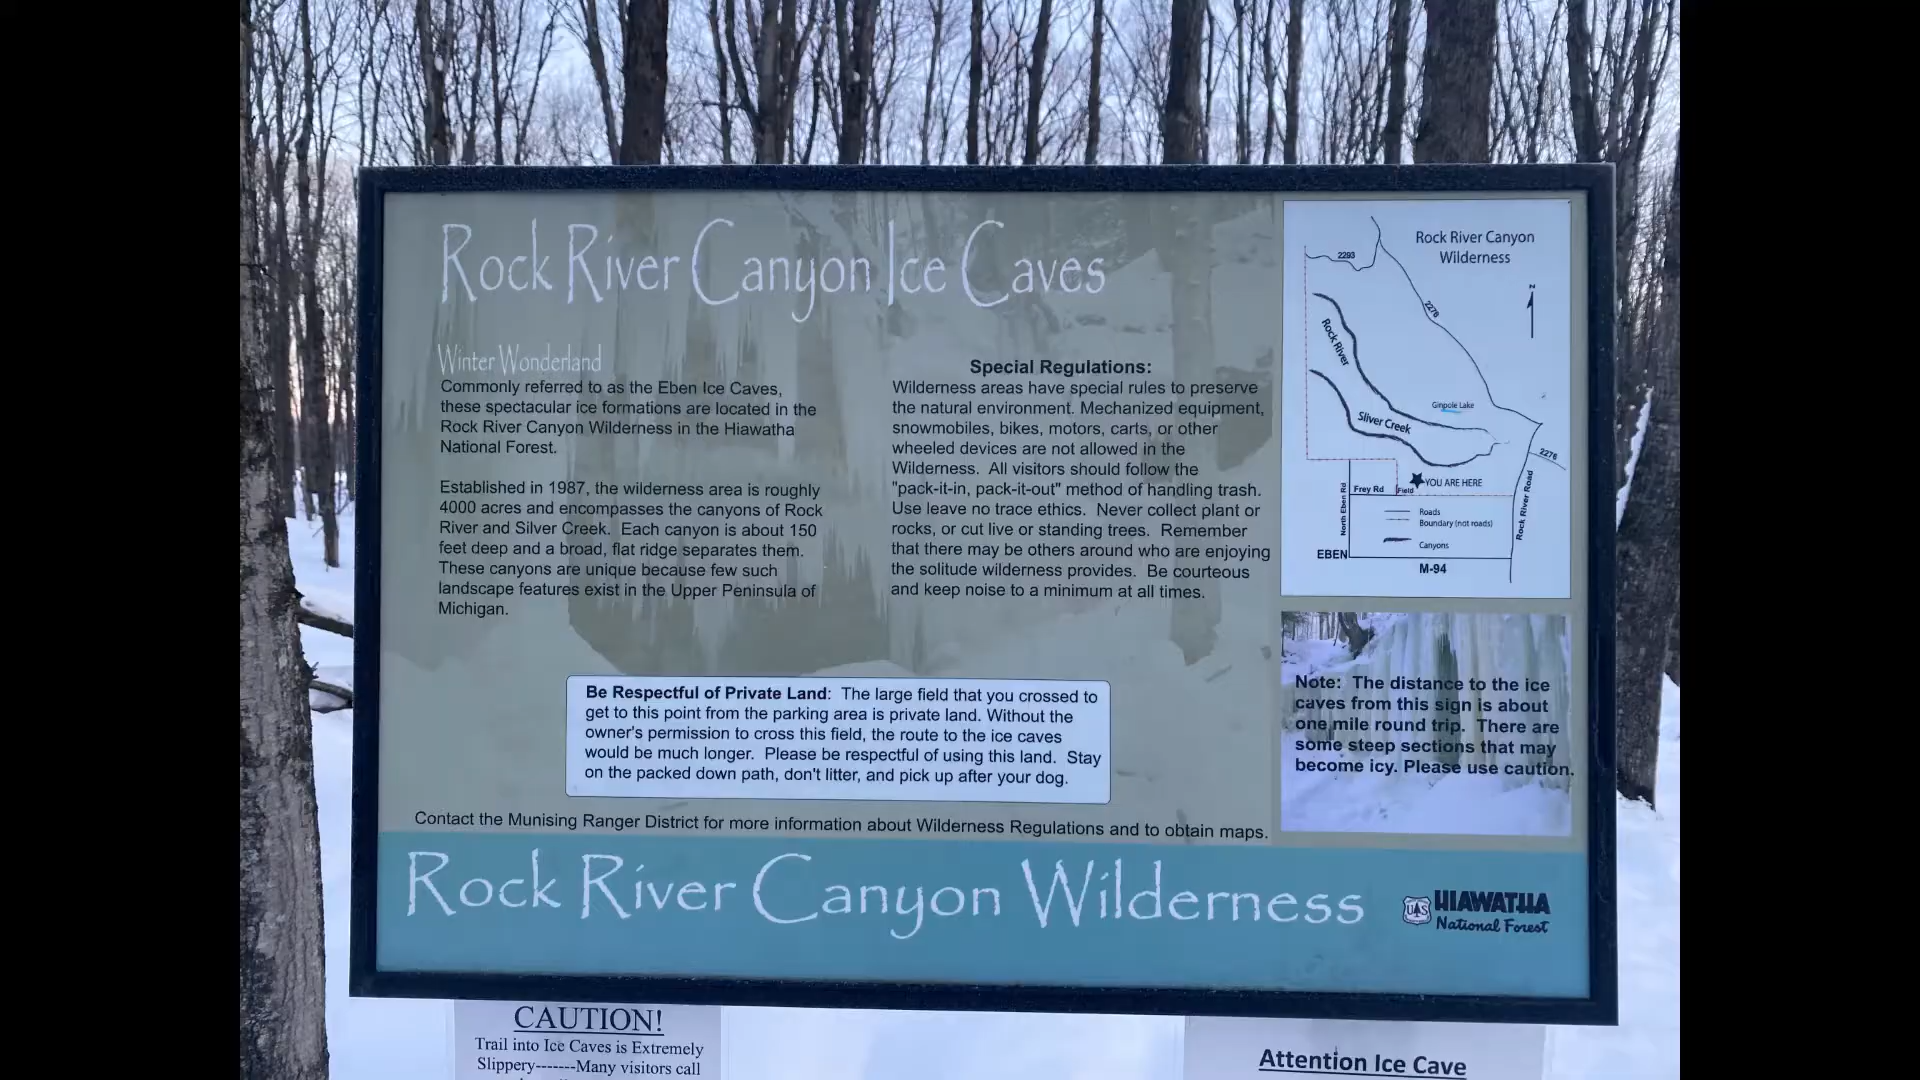 Rock River Canyon Ice Caves
Winter Wonderland
Commonly referred to as the Eben Ice Caves,
these spectacular ice formations are located in the
Rock River Canyon Wilderness in the Hiawatha
National Forest.
Established in 1987, the wilderness area is roughly
4000 acres and encompasses the canyons of Rock
River and Silver Creek. Each canyon is about 150
feet deep and a broad, flat ridge separates them.
These canyons are unique because few such
landscape features exist in the Upper Peninsula of
Michigan.
Special Regulations:
Wilderness areas have special rules to preserve
the natural environment. Mechanized equipment,
snowmobiles, bikes, motors, carts, or other
wheeled devices are not allowed in the
Wilderness. All visitors should follow the
"pack-it-in, pack-it-out" method of handling trash.
Use leave no trace ethics. Never collect plant or
rocks, or cut live or standing trees. Remember
that there may be others around who are enjoying
the solitude wilderness provides. Be courteous
and keep noise to a minimum at all times.
Be Respectful of Private Land: The large field that you crossed to
get to this point from the parking area is private land. Without the
owner's permission to cross this field, the route to the ice caves
would be much longer. Please be respectful of using this land. Stay
on the packed down path, don't litter, and pick up after your dog.
Contact the Munising Ranger District for more information about Wilderness Regulations and to obtain maps.
Rock River Canyon
Wilderness
2293
N
2278
Rock River
Ginpole Lake
Sliver Creek
2276
YOU ARE HERE
Frey Rd
Field
North Eben Rd
Rock River Road
Roads
Boundary (not roads)
Canyons
EBEN
M-94
Note: The distance to the ice
caves from this sign is about
one mile round trip. There are
some steep sections that may
become icy. Please use caution.
Rock River Canyon Wilderness
UAS
HIAWATHA
National Forest
CAUTION!
Trail into Ice Caves is Extremely
Slippery-------Many visitors call
Attention Ice Cave